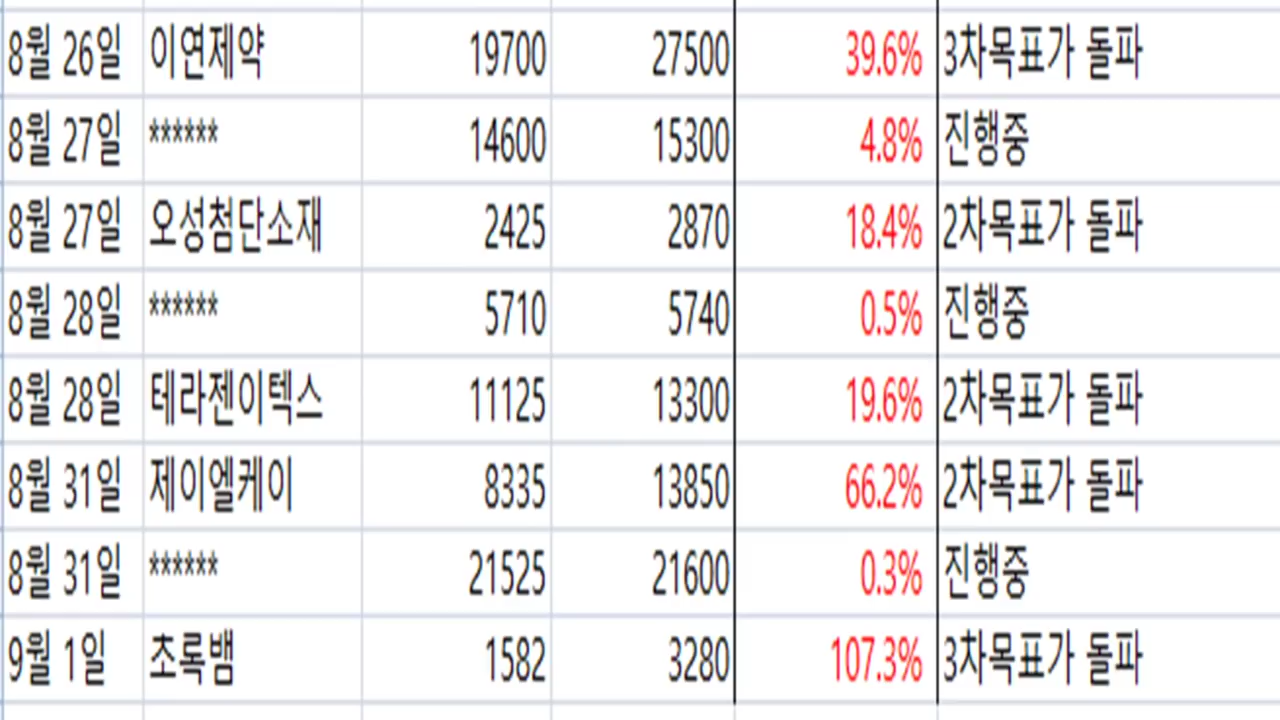 8월 26일 이연제약 19700 27500 39.6% 3차목표가 돌파
8월 27일 ****** 14600 15300 4.8% 진행중
8월 27일 오성첨단소재 2425 2870 18.4% 2차목표가 돌파
8월 28일 ****** 5710 5740 0.5% 진행중
8월 28일 테라젠이텍스 11125 13300 19.6% 2차목표가 돌파
8월 31일 제이엘케이 8335 13850 66.2% 2차목표가 돌파
8월 31일 ****** 21525 21600 0.3% 진행중
9월 1일 초록뱀 1582 3280 107.3% 3차목표가 돌파